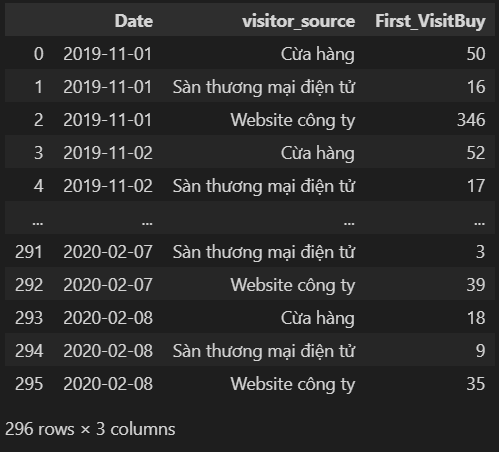 Date visitor_source First_VisitBuy
0 2019-11-01 Cừa hàng 50
1 2019-11-01 Sàn thương mại điện tử 16
2 2019-11-01 Website công ty 346
3 2019-11-02 Cừa hàng 52
4 2019-11-02 Sàn thương mại điện tử 17
... ... ... ...
291 2020-02-07 Sàn thương mại điện tử 3
292 2020-02-07 Website công ty 39
293 2020-02-08 Cừa hàng 18
294 2020-02-08 Sàn thương mại điện tử 9
295 2020-02-08 Website công ty 35
296 rows × 3 columns